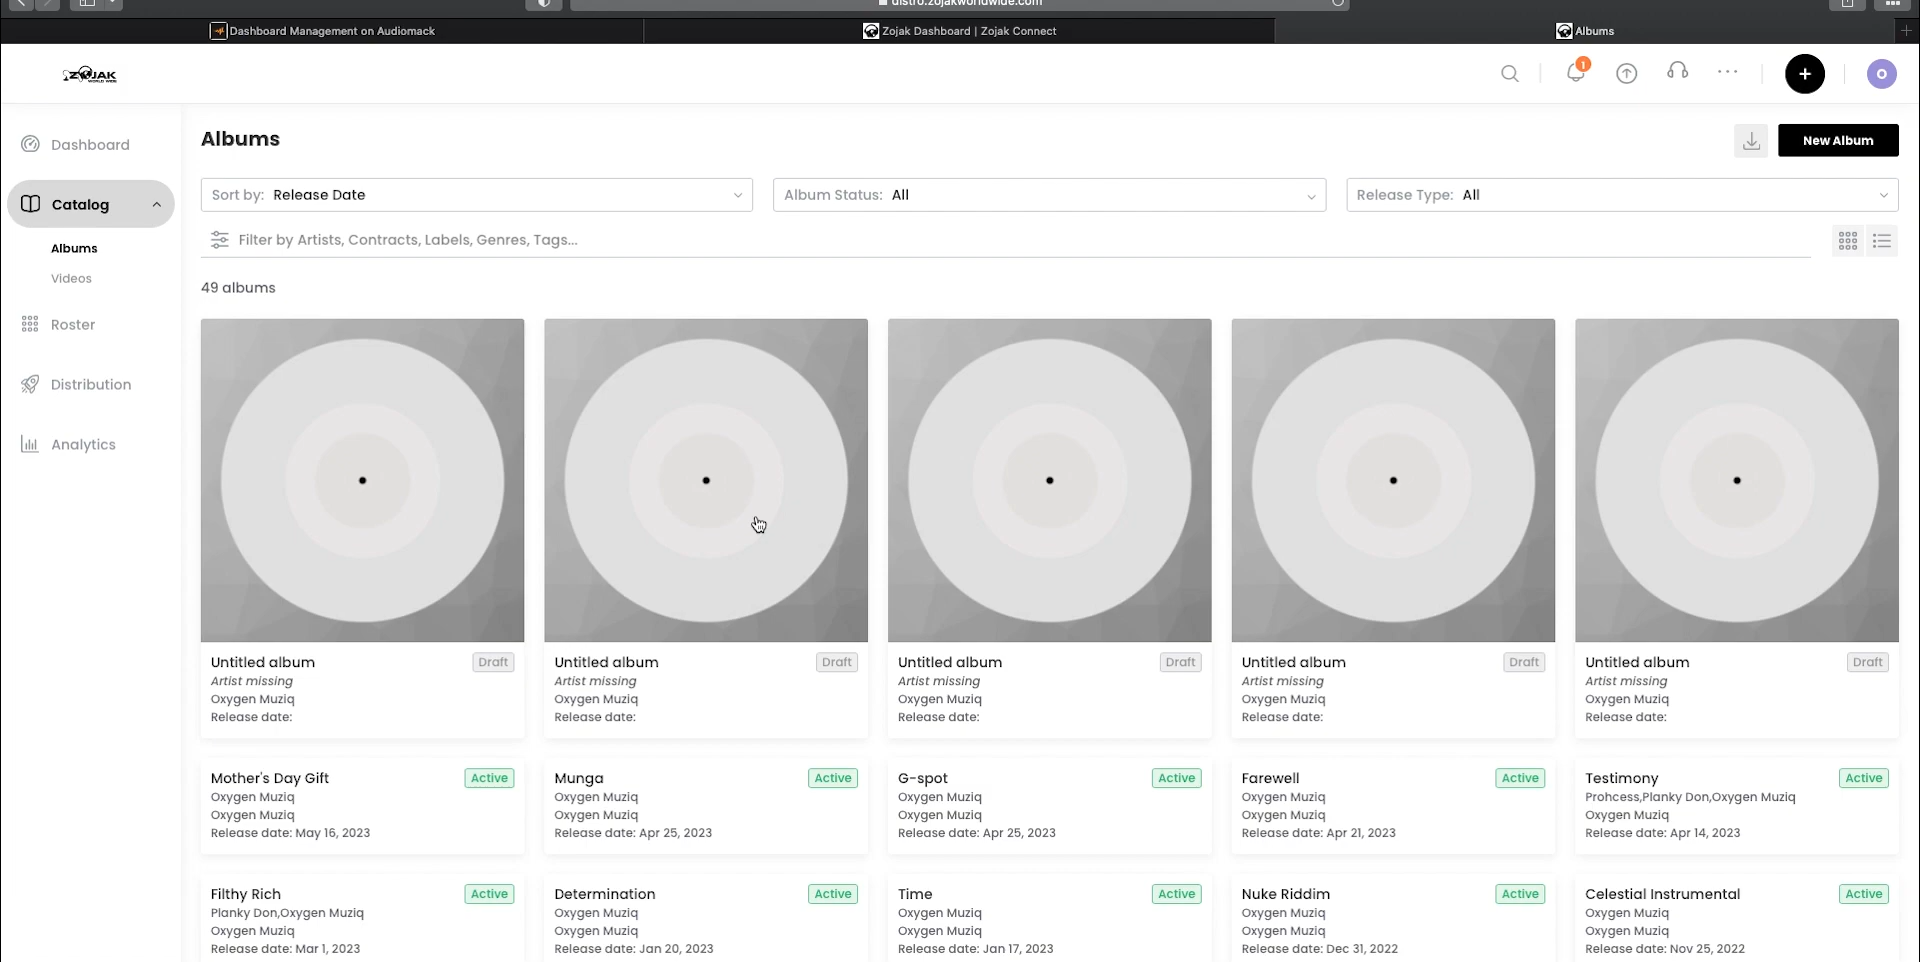 distro.zojakworldwide.com
Dashboard Management on Audiomack
Zojak Dashboard | Zojak Connect
Albums
ZOJAK
WORLD WIDE
1
O
Dashboard
Catalog
Albums
Videos
Roster
Distribution
Analytics
Albums
New Album
Sort by: Release Date
Album Status: All
Release Type: All
Filter by Artists, Contracts, Labels, Genres, Tags...
49 albums
Untitled album Draft
Artist missing
Oxygen Muziq
Release date:
Untitled album Draft
Artist missing
Oxygen Muziq
Release date:
Untitled album Draft
Artist missing
Oxygen Muziq
Release date:
Untitled album Draft
Artist missing
Oxygen Muziq
Release date:
Untitled album Draft
Artist missing
Oxygen Muziq
Release date:
Mother's Day Gift Active
Oxygen Muziq
Oxygen Muziq
Release date: May 16, 2023
Munga Active
Oxygen Muziq
Oxygen Muziq
Release date: Apr 25, 2023
G-spot Active
Oxygen Muziq
Oxygen Muziq
Release date: Apr 25, 2023
Farewell Active
Oxygen Muziq
Oxygen Muziq
Release date: Apr 21, 2023
Testimony Active
Prohcess,Planky Don,Oxygen Muziq
Oxygen Muziq
Release date: Apr 14, 2023
Filthy Rich Active
Planky Don,Oxygen Muziq
Oxygen Muziq
Release date: Mar 1, 2023
Determination Active
Oxygen Muziq
Oxygen Muziq
Release date: Jan 20, 2023
Time Active
Oxygen Muziq
Oxygen Muziq
Release date: Jan 17, 2023
Nuke Riddim Active
Oxygen Muziq
Oxygen Muziq
Release date: Dec 31, 2022
Celestial Instrumental Active
Oxygen Muziq
Oxygen Muziq
Release date: Nov 25, 2022